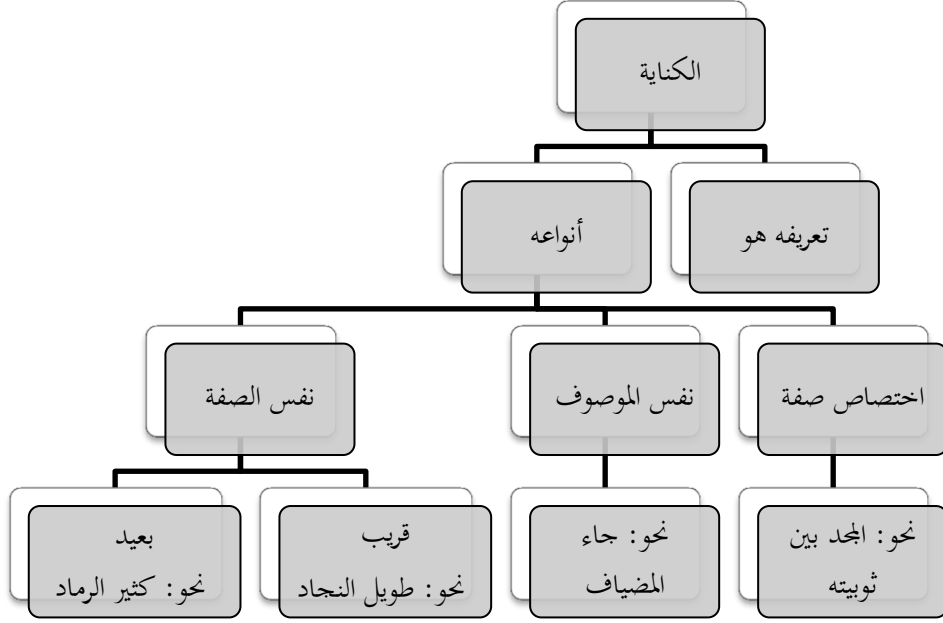 الكناية
تعريفه هو
أنواعه
اختصاص صفة
نفس الموصوف
نفس الصفة
نحو: المجد بين
ثوبيته
نحو: جاء
المضياف
قريب
نحو: طويل النجاد
بعيد
نحو: كثير الرماد